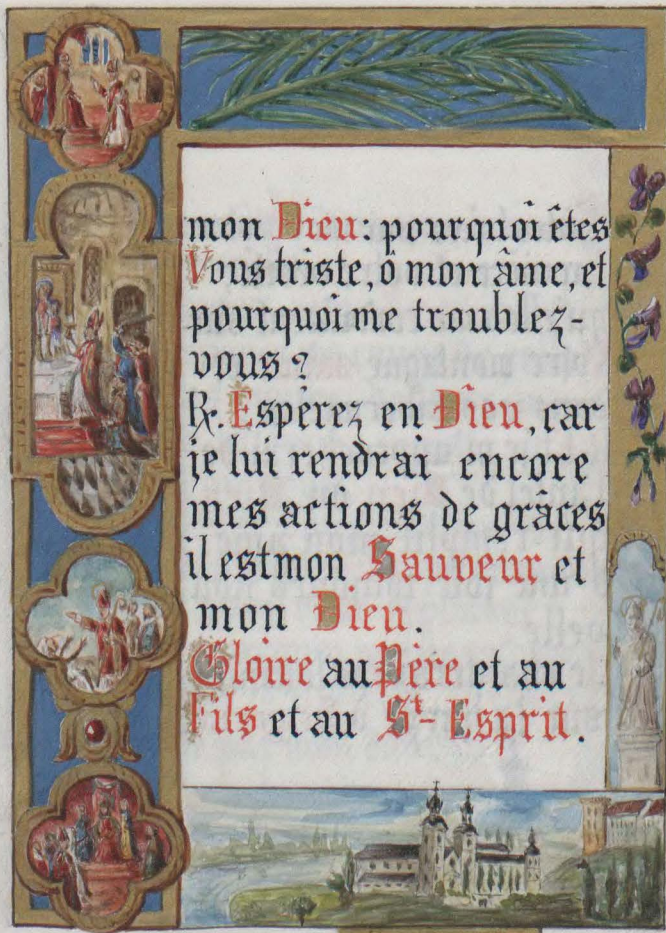 mon Dieu: pourquoi êtes
Vous triste, ô mon âme, et
pourquoi me troublez-
vous?
℟. Espérez en Dieu, car
je lui rendrai encore
mes actions de grâces
il est mon Sauveur et
mon Dieu.
Gloire au Père et au
Fils et au St-Esprit.